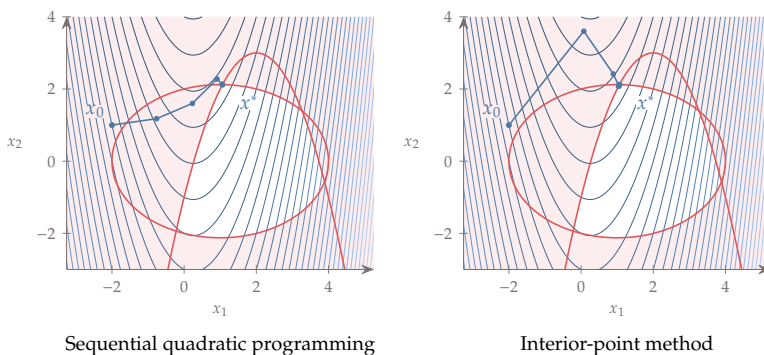 4
2
0
−2
x₂
x₀
x*
−2
0
2
4
x₁
Sequential quadratic programming
4
2
0
−2
x₂
x₀
x*
−2
0
2
4
x₁
Interior-point method